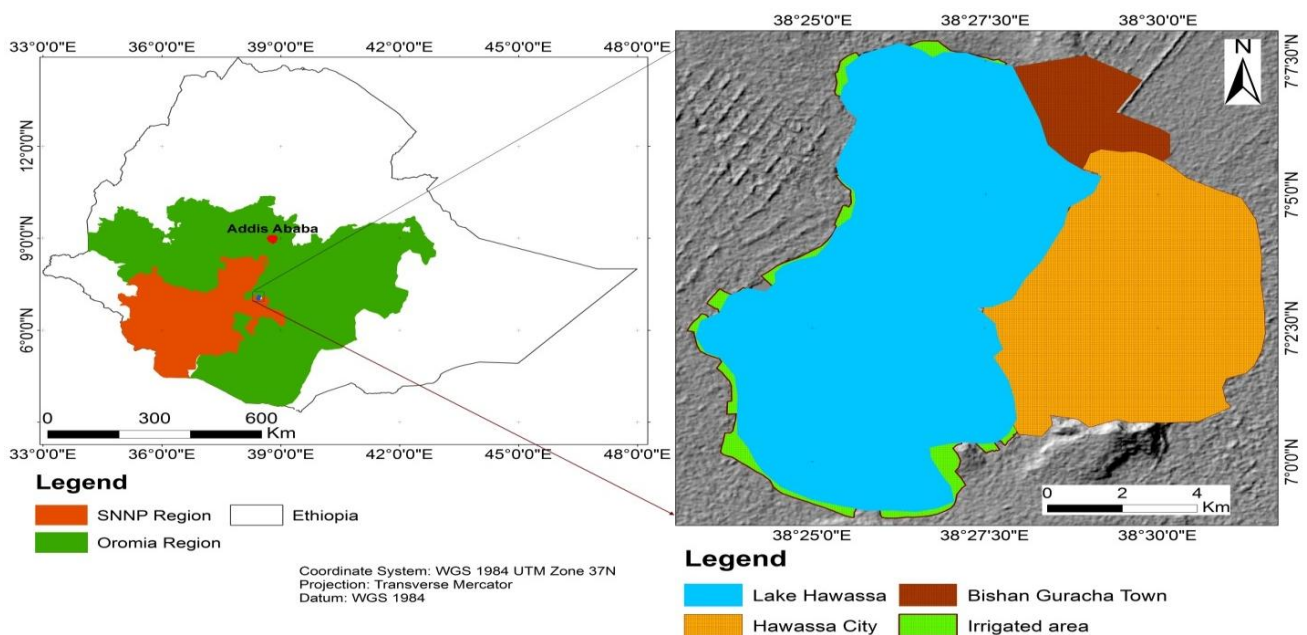 33°0'0"E 36°0'0"E 39°0'0"E 42°0'0"E 45°0'0"E 48°0'0"E
12°0'0"N
9°0'0"N
6°0'0"N
Addis Ababa
0 300 600
Km
33°0'0"E 36°0'0"E 39°0'0"E 42°0'0"E 45°0'0"E 48°0'0"E
Legend
SNNP Region Ethiopia
Oromia Region
Coordinate System: WGS 1984 UTM Zone 37N
Projection: Transverse Mercator
Datum: WGS 1984
38°25'0"E 38°27'30"E 38°30'0"E
N
7°7'30"N
7°5'0"N
7°2'30"N
7°0'0"N
0 2 4
Km
38°25'0"E 38°27'30"E 38°30'0"E
Legend
Lake Hawassa Bishan Guracha Town
Hawassa City Irrigated area